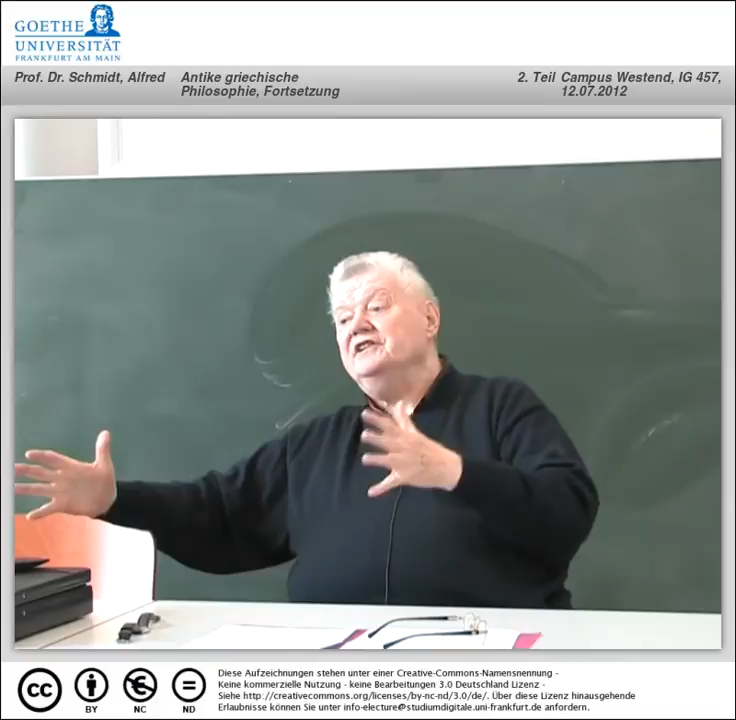 GOETHE
UNIVERSITÄT
FRANKFURT AM MAIN
Prof. Dr. Schmidt, Alfred Antike griechische 2. Teil Campus Westend, IG 457,
Philosophie, Fortsetzung 12.07.2012
cc BY NC ND
Diese Aufzeichnungen stehen unter einer Creative-Commons-Namensnennung -
Keine kommerzielle Nutzung - keine Bearbeitungen 3.0 Deutschland Lizenz -
Siehe http://creativecommons.org/licenses/by-nc-nd/3.0/de/. Über diese Lizenz hinausgehende
Erlaubnisse können Sie unter info-electure@studiumdigitale.uni-frankfurt.de anfordern.